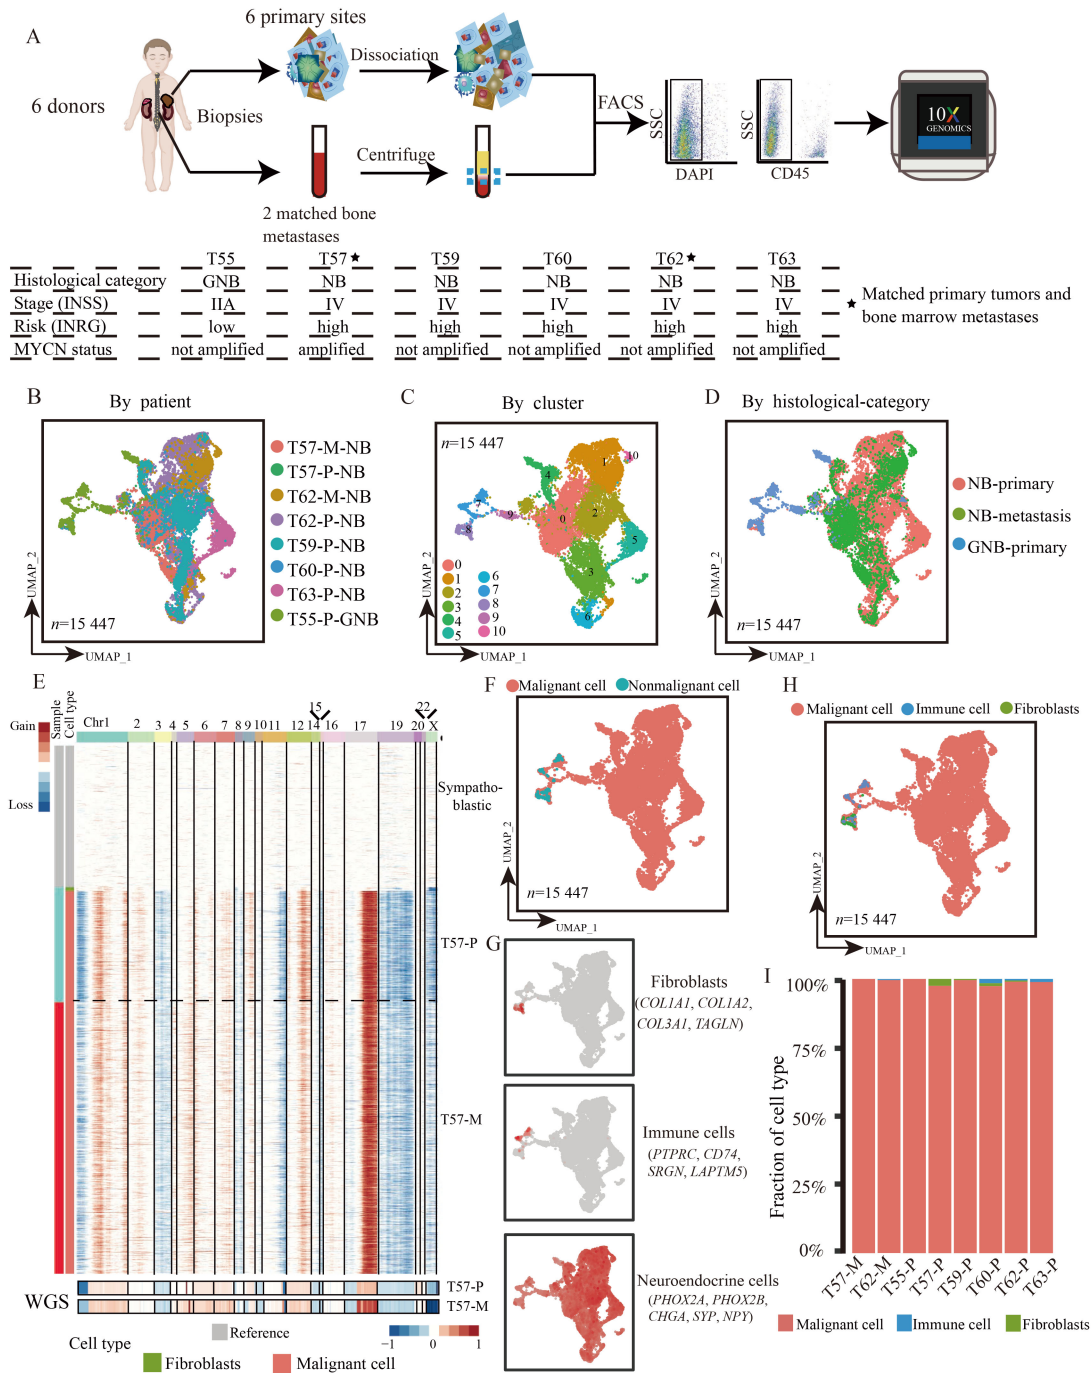 A
6 primary sites
6 donors
Biopsies
Dissociation
Centrifuge
2 matched bone
metastases
FACS
SSC
DAPI
SSC
CD45
10X
GENOMICS
T55 T57 ★ T59 T60 T62 ★ T63
Histological category GNB NB NB NB NB NB
Stage (INSS) IIA IV IV IV IV IV
Risk (INRG) low high high high high high
MYCN status not amplified amplified not amplified not amplified not amplified not amplified
★ Matched primary tumors and
bone marrow metastases
B
By patient
T57-M-NB
T57-P-NB
T62-M-NB
T62-P-NB
T59-P-NB
T60-P-NB
T63-P-NB
T55-P-GNB
n=15 447
UMAP_2
UMAP_1
C
By cluster
n=15 447
0 1 2 3 4 5 6 7 8 9 10
0
1
2
3
4
5
6
7
8
9
10
UMAP_2
UMAP_1
D
By histological-category
NB-primary
NB-metastasis
GNB-primary
n=15 447
UMAP_2
UMAP_1
E
Gain
Loss
Sample
Cell type
Chr1 2 3 4 5 6 7 8 9 10 11 12 14 15 16 17 19 20 22 X
Sympatho-
blastic
T57-P
T57-M
WGS
T57-P
T57-M
Cell type
Reference
Fibroblasts
Malignant cell
−1 0 1
F
Malignant cell
Nonmalignant cell
n=15 447
UMAP_2
UMAP_1
G
Fibroblasts
(COL1A1, COL1A2,
COL3A1, TAGLN)
Immune cells
(PTPRC, CD74,
SRGN, LAPTM5)
Neuroendocrine cells
(PHOX2A, PHOX2B,
CHGA, SYP, NPY)
H
Malignant cell
Immune cell
Fibroblasts
n=15 447
UMAP_2
UMAP_1
I
Fraction of cell type
100%
75%
50%
25%
0%
T57-M
T62-M
T55-P
T57-P
T59-P
T60-P
T62-P
T63-P
Malignant cell
Immune cell
Fibroblasts